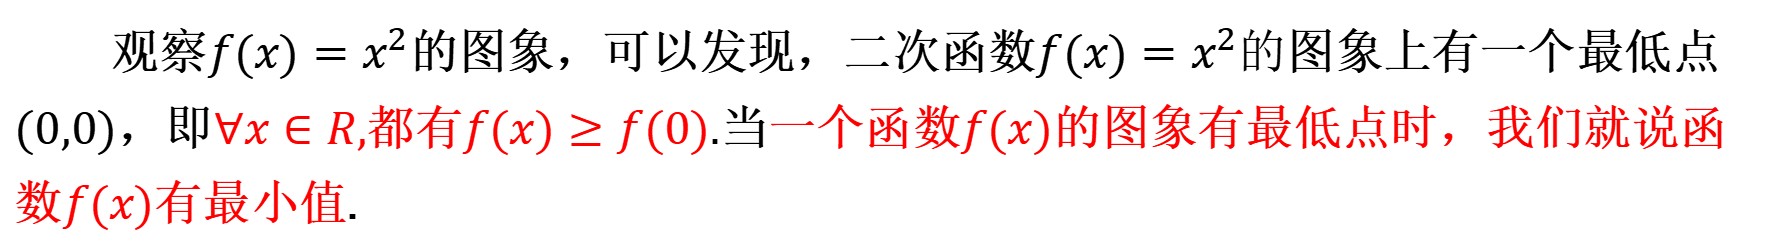 观察f(x) = x²的图象，可以发现，二次函数f(x) = x²的图象上有一个最低点
(0,0)，即∀x ∈ R,都有f(x) ≥ f(0).当一个函数f(x)的图象有最低点时，我们就说函
数f(x)有最小值.